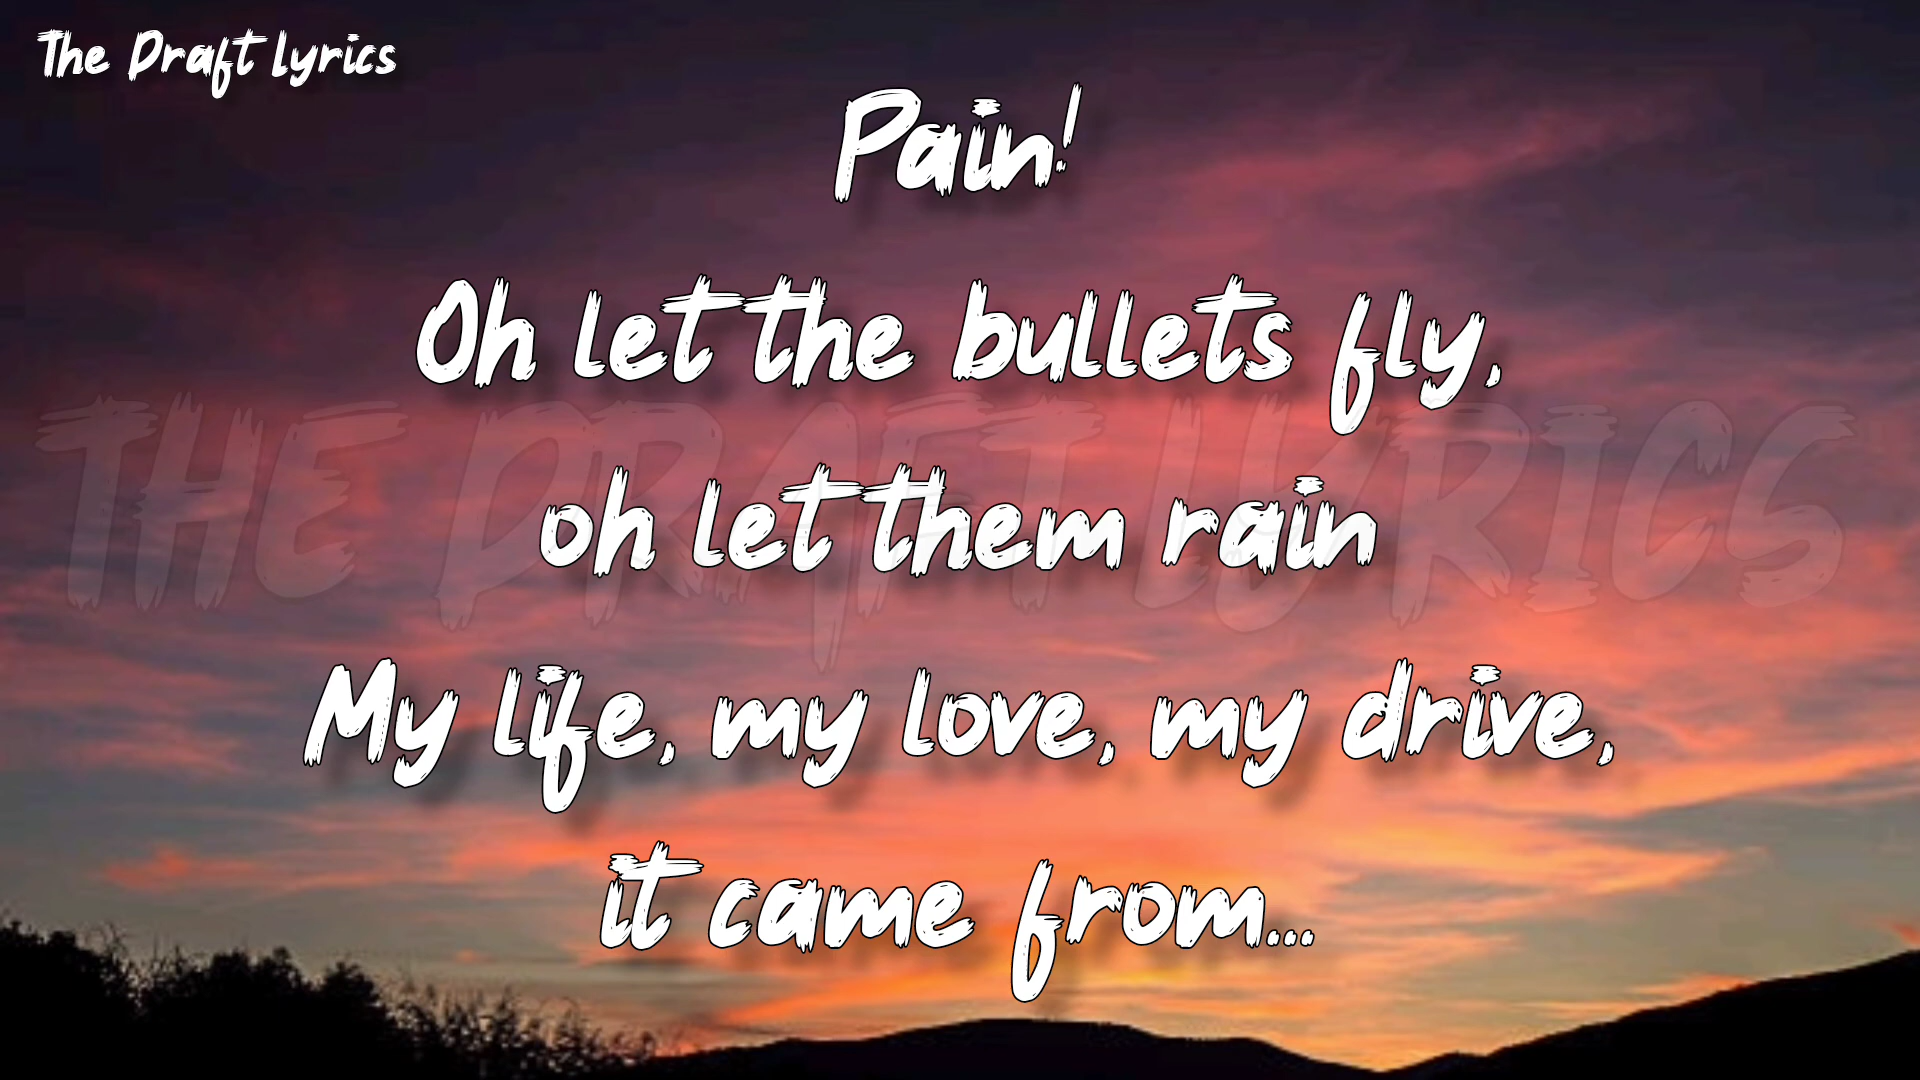 The Draft Lyrics
Pain!
Oh let the bullets fly,
oh let them rain
THE DRAFT LYRICS
My life, my love, my drive,
it came from...